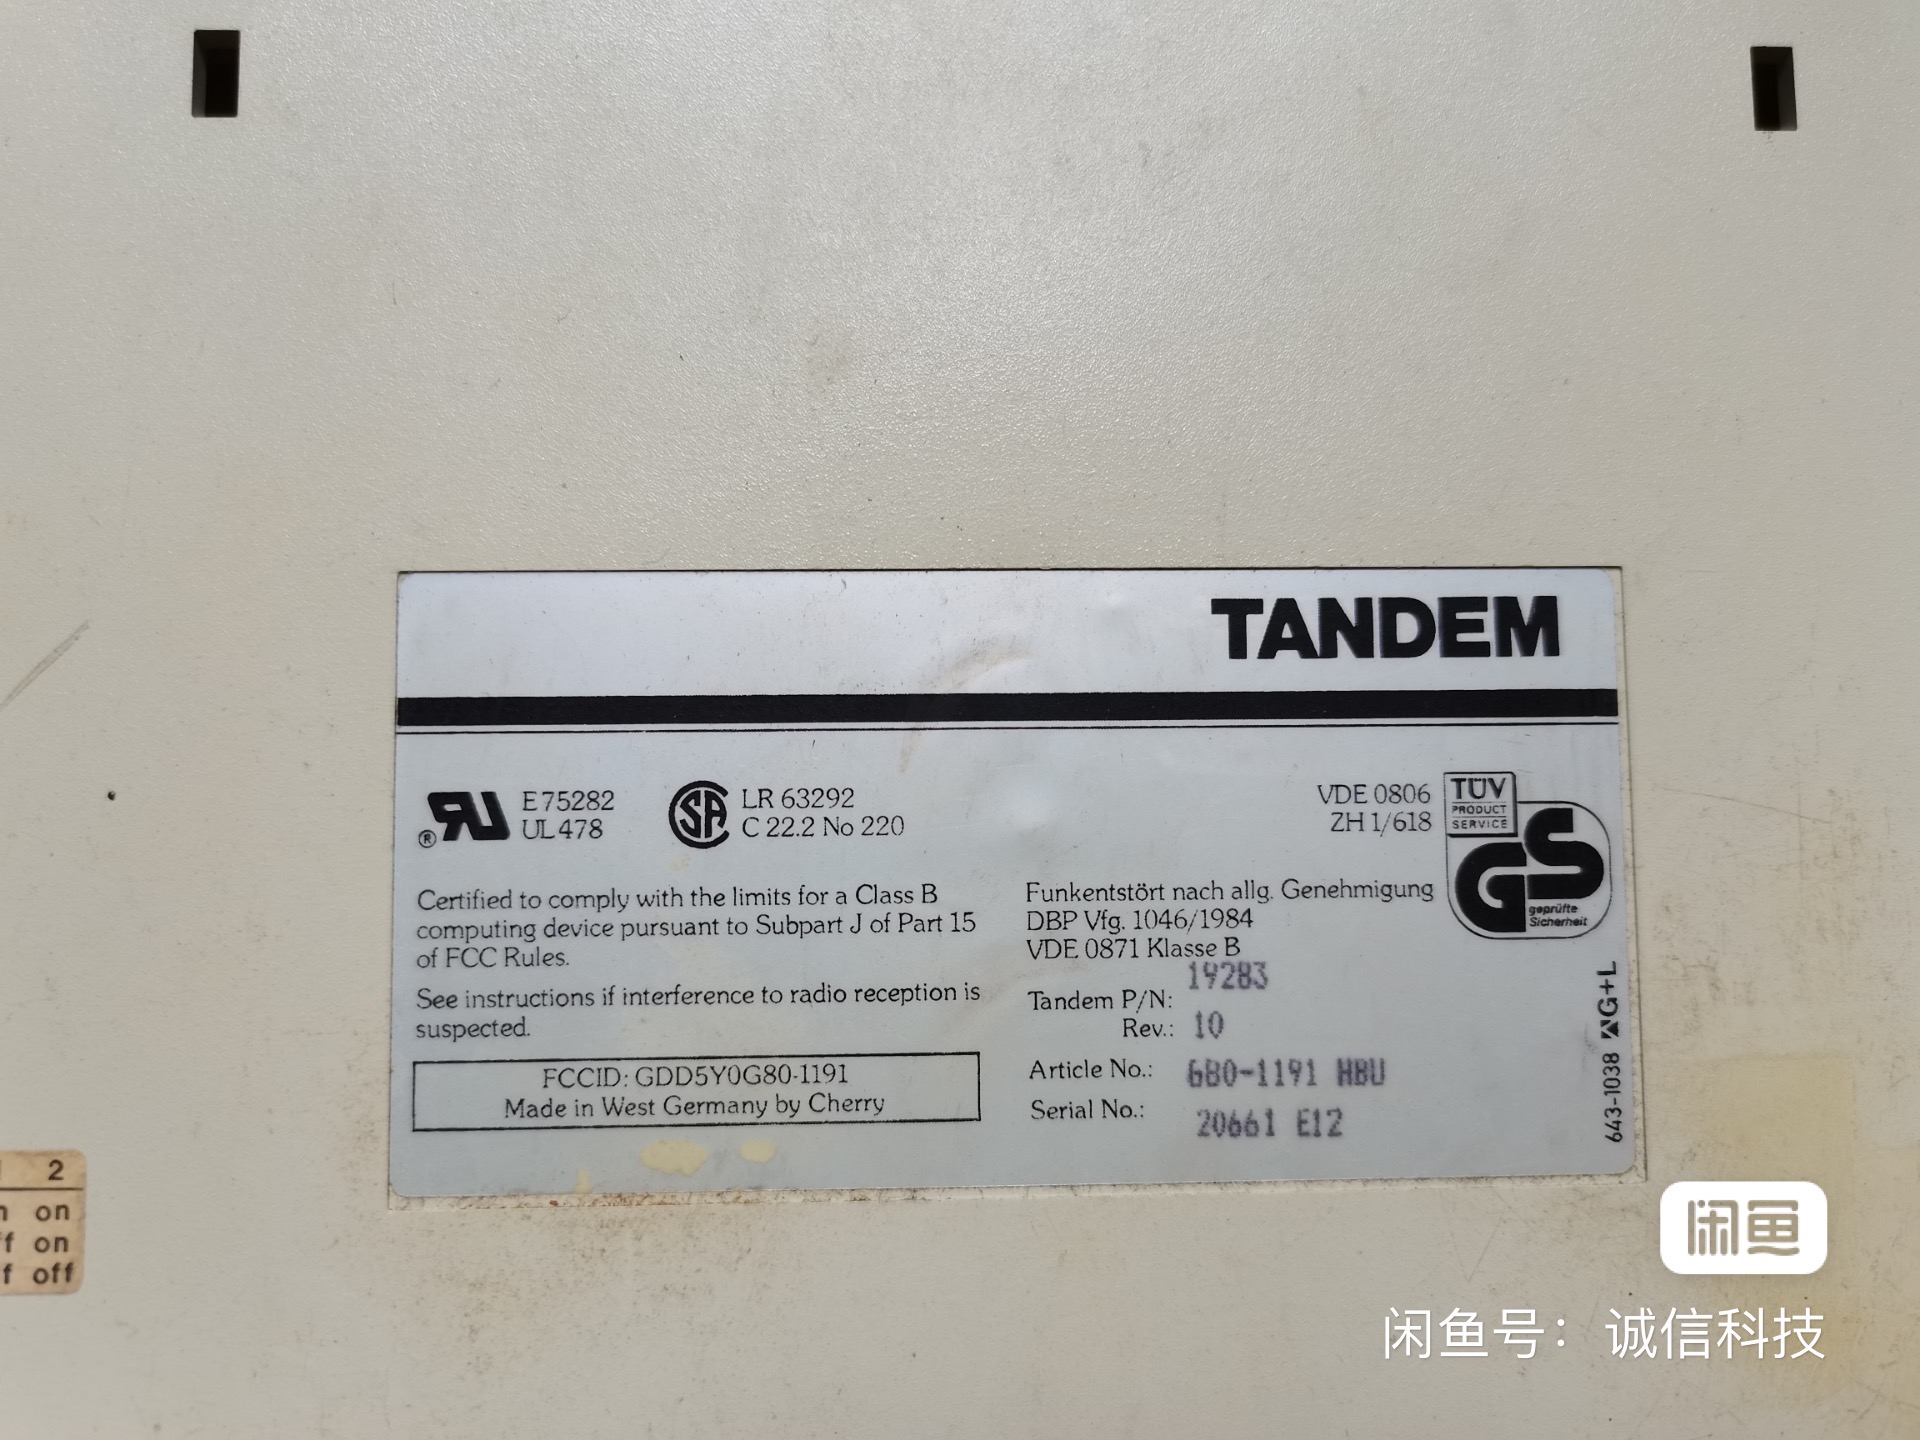 TANDEM
E75282
UL478
LR 63292
C 22.2 No 220
VDE 0806
ZH 1/618
TÜV
PRODUCT
SERVICE
GS
geprüfte
Sicherheit
Certified to comply with the limits for a Class B
computing device pursuant to Subpart J of Part 15
of FCC Rules.
See instructions if interference to radio reception is
suspected.
FCCID: GDD5Y0G80-1191
Made in West Germany by Cherry
Funkentstört nach allg. Genehmigung
DBP Vfg. 1046/1984
VDE 0871 Klasse B
Tandem P/N: 19283
Rev.: 10
Article No.: G80-1191 HBU
Serial No.: 20661 E12
643-1038 G+L
2
on
on
off
闲鱼
闲鱼号：诚信科技